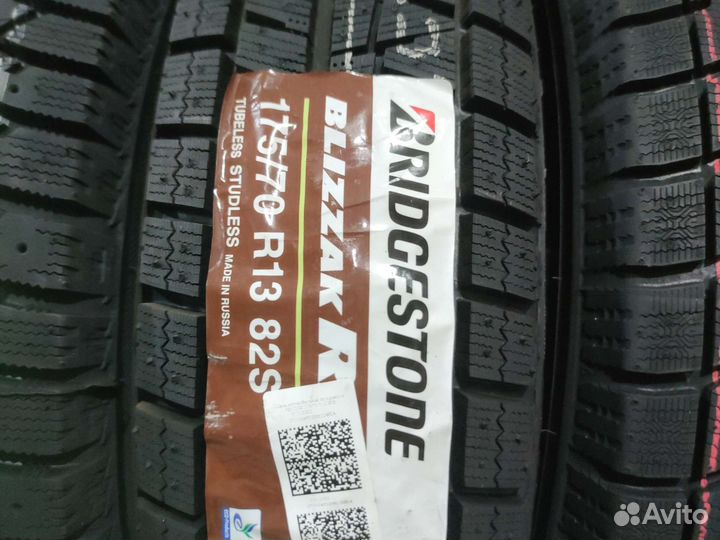 BRIDGESTONE
BLIZZAK R
175/70 R13 82S
TUBELESS STUDLESS MADE IN RUSSIA
Avito